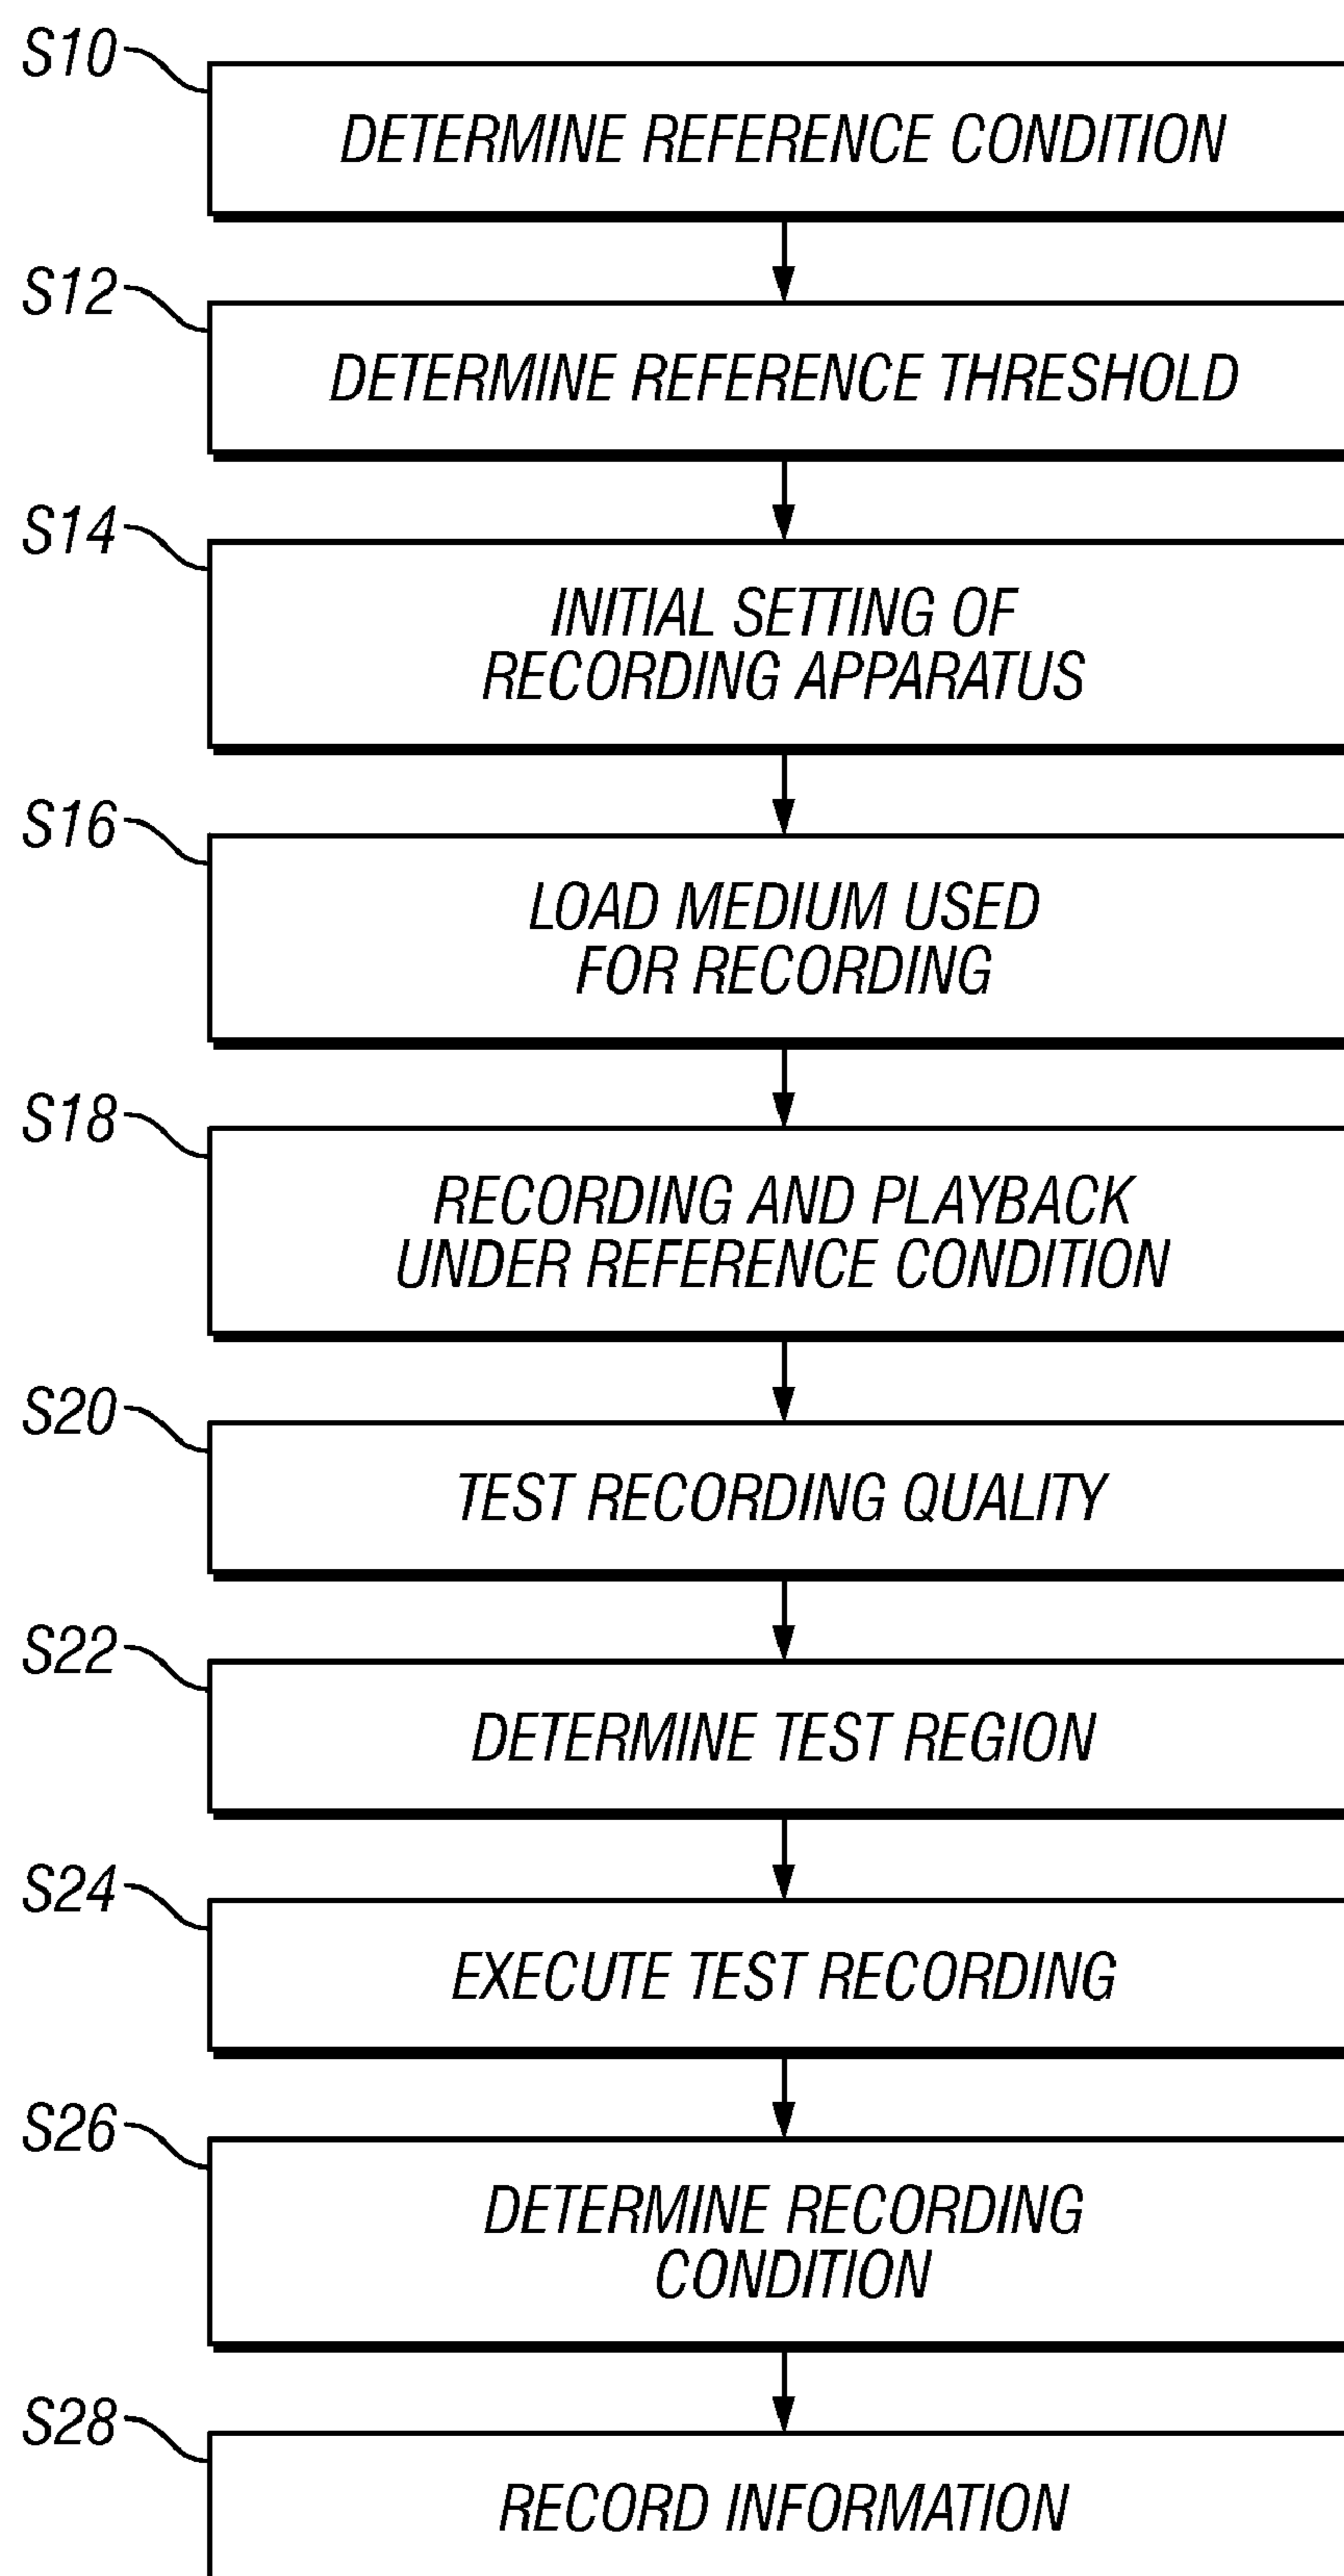 S10
DETERMINE REFERENCE CONDITION
S12
DETERMINE REFERENCE THRESHOLD
S14
INITIAL SETTING OF
RECORDING APPARATUS
S16
LOAD MEDIUM USED
FOR RECORDING
S18
RECORDING AND PLAYBACK
UNDER REFERENCE CONDITION
S20
TEST RECORDING QUALITY
S22
DETERMINE TEST REGION
S24
EXECUTE TEST RECORDING
S26
DETERMINE RECORDING
CONDITION
S28
RECORD INFORMATION